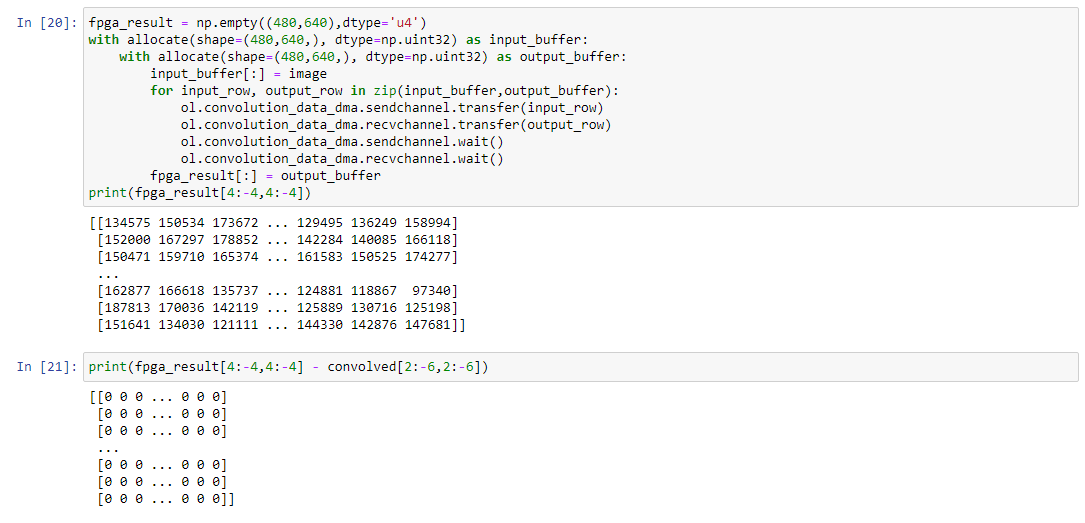 In [20]: fpga_result = np.empty((480,640),dtype='u4')
with allocate(shape=(480,640,), dtype=np.uint32) as input_buffer:
    with allocate(shape=(480,640,), dtype=np.uint32) as output_buffer:
        input_buffer[:] = image
        for input_row, output_row in zip(input_buffer,output_buffer):
            ol.convolution_data_dma.sendchannel.transfer(input_row)
            ol.convolution_data_dma.recvchannel.transfer(output_row)
            ol.convolution_data_dma.sendchannel.wait()
            ol.convolution_data_dma.recvchannel.wait()
        fpga_result[:] = output_buffer
print(fpga_result[4:-4,4:-4])
[[134575 150534 173672 ... 129495 136249 158994]
 [152000 167297 178852 ... 142284 140085 166118]
 [150471 159710 165374 ... 161583 150525 174277]
 ...
 [162877 166618 135737 ... 124881 118867  97340]
 [187813 170036 142119 ... 125889 130716 125198]
 [151641 134030 121111 ... 144330 142876 147681]]
In [21]: print(fpga_result[4:-4,4:-4] - convolved[2:-6,2:-6])
[[0 0 0 ... 0 0 0]
 [0 0 0 ... 0 0 0]
 [0 0 0 ... 0 0 0]
 ...
 [0 0 0 ... 0 0 0]
 [0 0 0 ... 0 0 0]
 [0 0 0 ... 0 0 0]]